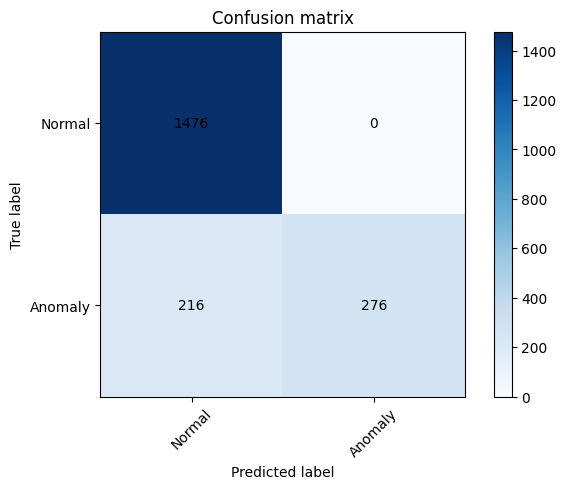 Confusion matrix
True label
Normal
1476
0
Anomaly
216
276
Normal
Anomaly
Predicted label
1400
1200
1000
800
600
400
200
0